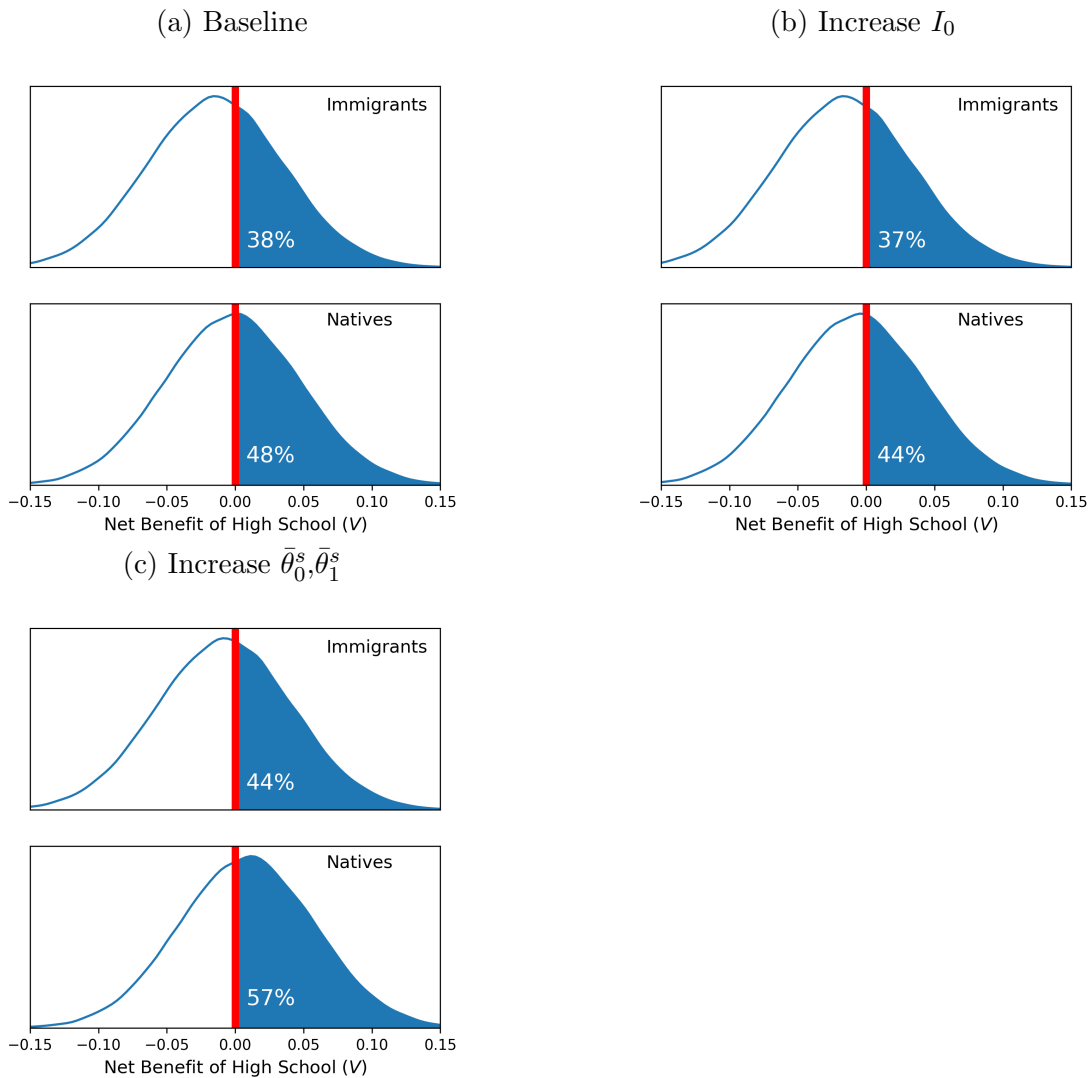 (a) Baseline
Immigrants
38%
Natives
48%
−0.15 −0.10 −0.05 0.00 0.05 0.10 0.15
Net Benefit of High School (V)
(b) Increase I₀
Immigrants
37%
Natives
44%
−0.15 −0.10 −0.05 0.00 0.05 0.10 0.15
Net Benefit of High School (V)
(c) Increase θ̄₀ˢ,θ̄₁ˢ
Immigrants
44%
Natives
57%
−0.15 −0.10 −0.05 0.00 0.05 0.10 0.15
Net Benefit of High School (V)